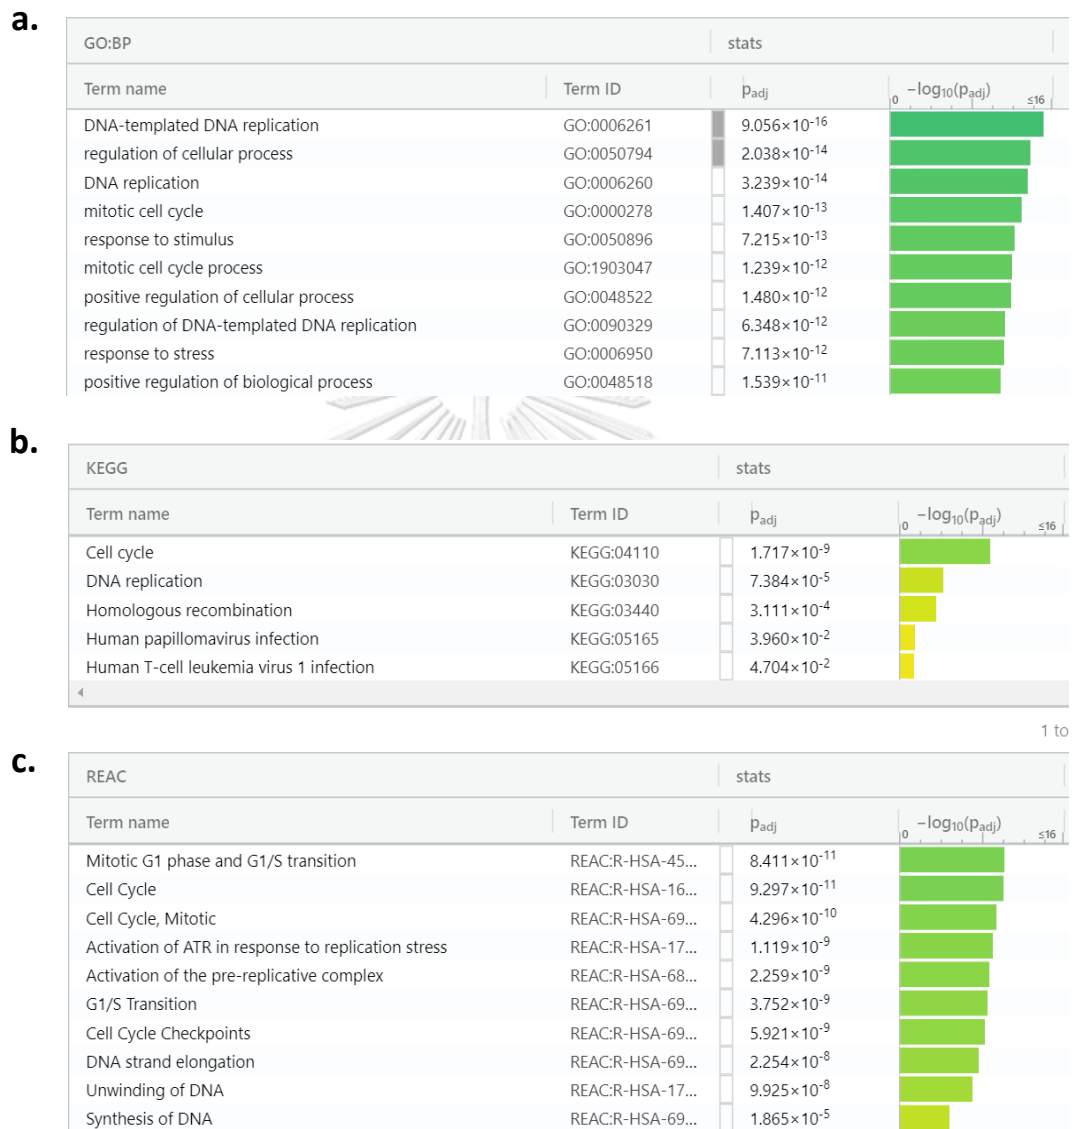 a.
GO:BP stats
Term name Term ID p_adj −log₁₀(p_adj) 0 ≤16
DNA-templated DNA replication GO:0006261 9.056×10⁻¹⁶
regulation of cellular process GO:0050794 2.038×10⁻¹⁴
DNA replication GO:0006260 3.239×10⁻¹⁴
mitotic cell cycle GO:0000278 1.407×10⁻¹³
response to stimulus GO:0050896 7.215×10⁻¹³
mitotic cell cycle process GO:1903047 1.239×10⁻¹²
positive regulation of cellular process GO:0048522 1.480×10⁻¹²
regulation of DNA-templated DNA replication GO:0090329 6.348×10⁻¹²
response to stress GO:0006950 7.113×10⁻¹²
positive regulation of biological process GO:0048518 1.539×10⁻¹¹
b.
KEGG stats
Term name Term ID p_adj −log₁₀(p_adj) 0 ≤16
Cell cycle KEGG:04110 1.717×10⁻⁹
DNA replication KEGG:03030 7.384×10⁻⁵
Homologous recombination KEGG:03440 3.111×10⁻⁴
Human papillomavirus infection KEGG:05165 3.960×10⁻²
Human T-cell leukemia virus 1 infection KEGG:05166 4.704×10⁻²
1 to
c.
REAC stats
Term name Term ID p_adj −log₁₀(p_adj) 0 ≤16
Mitotic G1 phase and G1/S transition REAC:R-HSA-45... 8.411×10⁻¹¹
Cell Cycle REAC:R-HSA-16... 9.297×10⁻¹¹
Cell Cycle, Mitotic REAC:R-HSA-69... 4.296×10⁻¹⁰
Activation of ATR in response to replication stress REAC:R-HSA-17... 1.119×10⁻⁹
Activation of the pre-replicative complex REAC:R-HSA-68... 2.259×10⁻⁹
G1/S Transition REAC:R-HSA-69... 3.752×10⁻⁹
Cell Cycle Checkpoints REAC:R-HSA-69... 5.921×10⁻⁹
DNA strand elongation REAC:R-HSA-69... 2.254×10⁻⁸
Unwinding of DNA REAC:R-HSA-17... 9.925×10⁻⁸
Synthesis of DNA REAC:R-HSA-69... 1.865×10⁻⁵